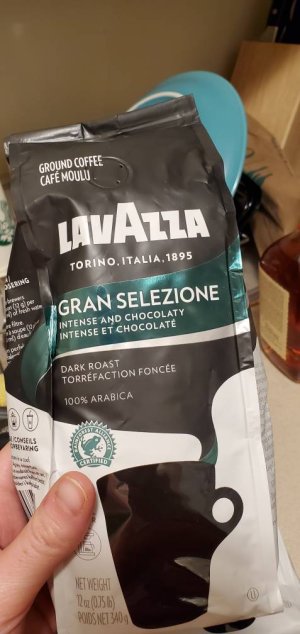 GROUND COFFEE
CAFÉ MOULU
LAVAZZA
TORINO, ITALIA, 1895
GRAN SELEZIONE
INTENSE AND CHOCOLATY
INTENSE ET CHOCOLATÉ
DARK ROAST
TORRÉFACTION FONCÉE
100% ARABICA
CERTIFIED
NET WEIGHT
12 oz (0.75 lb)
POIDS NET 340g